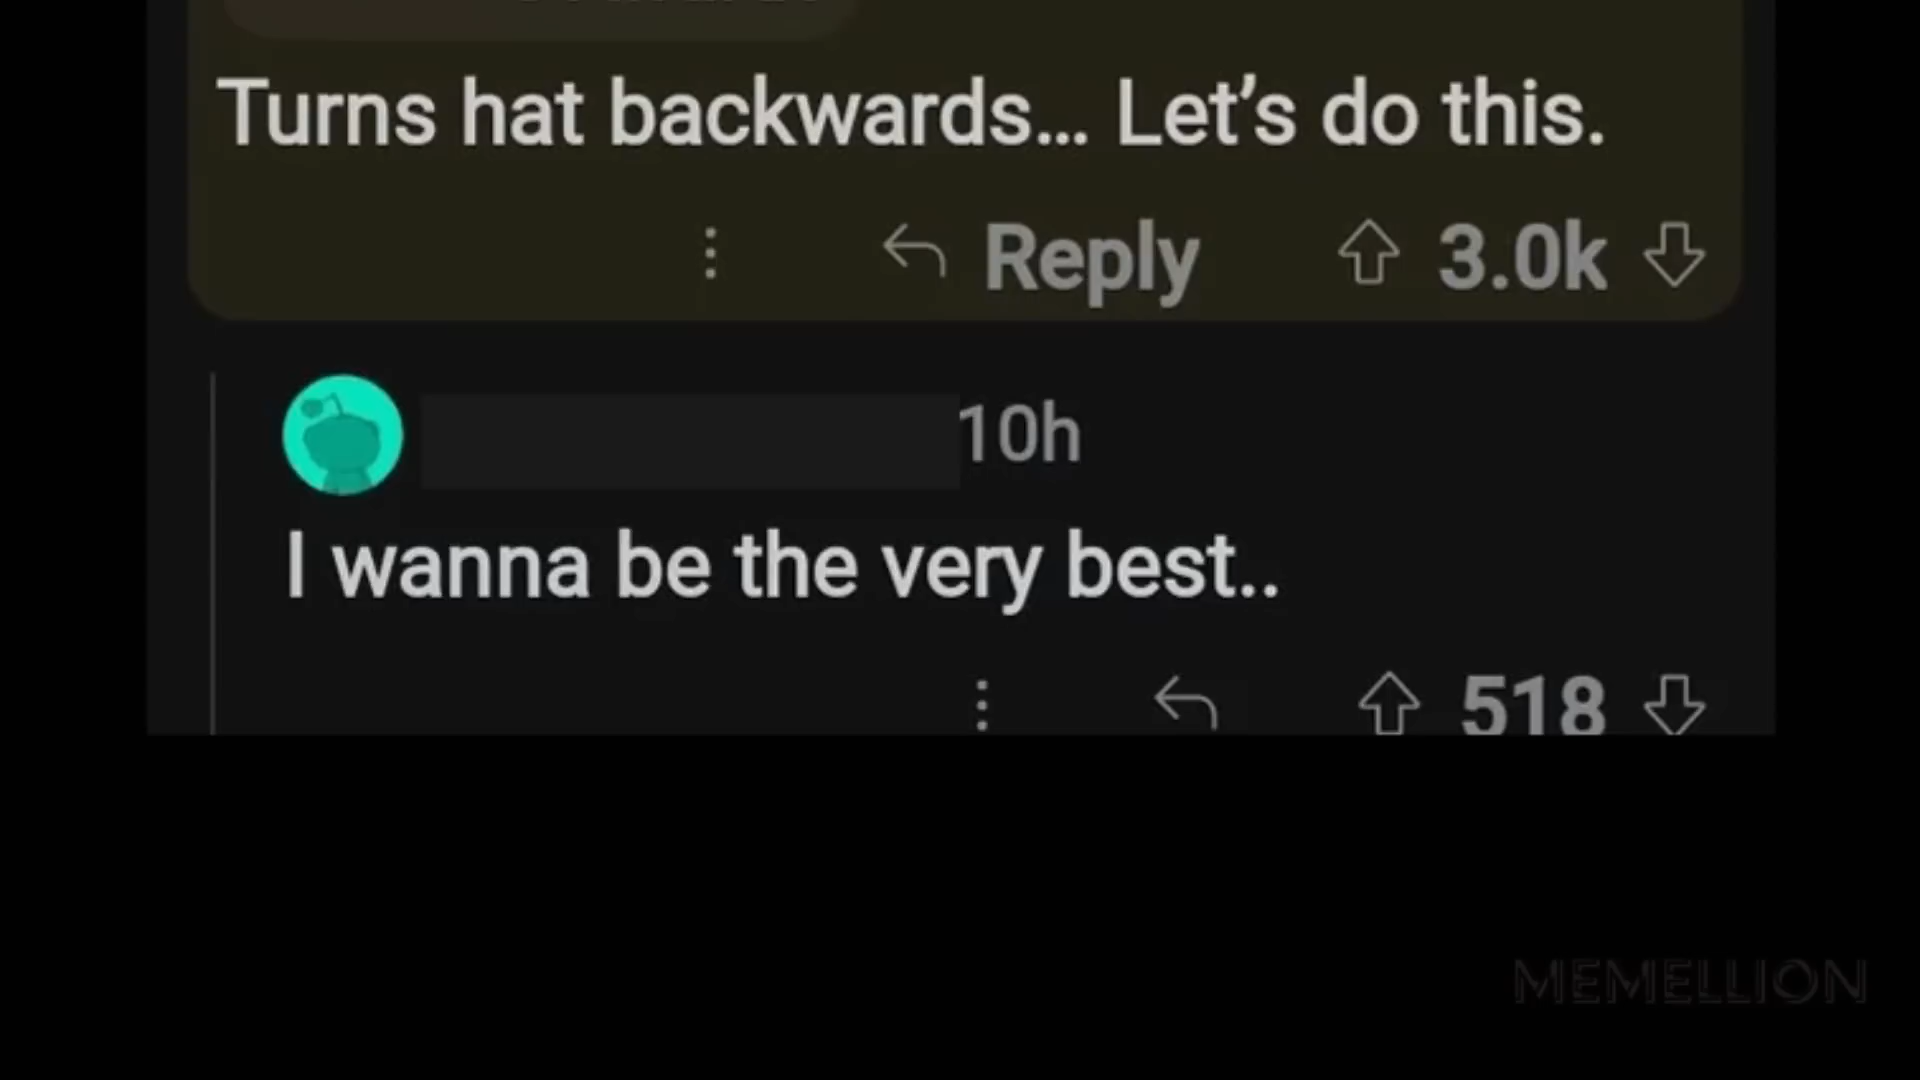 Turns hat backwards... Let's do this.
Reply 3.0k
10h
I wanna be the very best..
518
MEMELLION